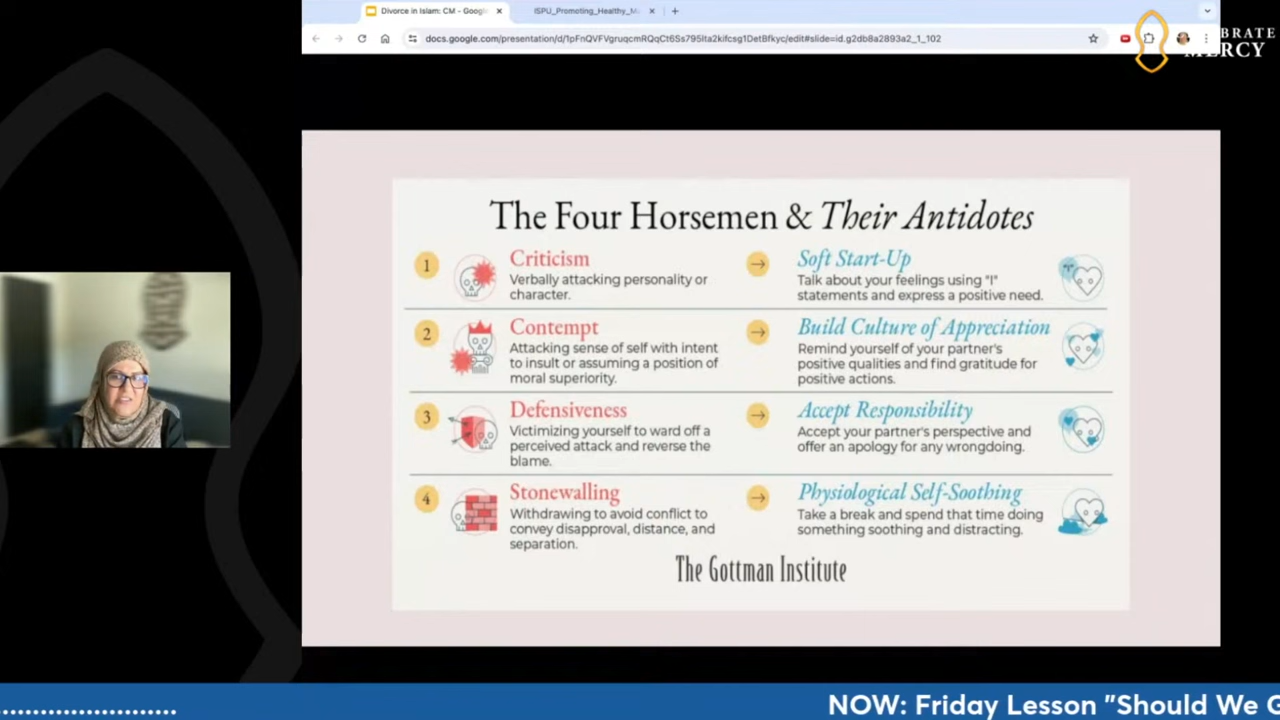 Divorce in Islam: CM - Google
ISPU_Promoting_Healthy_M
docs.google.com/presentation/d/1pFnQVFVgruqcmRQqCt6Ss795lta2kifcsg1DetBfkyc/edit#slide=id.g2db8a2893a2_1_102
BRATE
MERCY
The Four Horsemen & Their Antidotes
1
Criticism
Verbally attacking personality or
character.
Soft Start-Up
Talk about your feelings using "I"
statements and express a positive need.
2
Contempt
Attacking sense of self with intent
to insult or assuming a position of
moral superiority.
Build Culture of Appreciation
Remind yourself of your partner's
positive qualities and find gratitude for
positive actions.
3
Defensiveness
Victimizing yourself to ward off a
perceived attack and reverse the
blame.
Accept Responsibility
Accept your partner's perspective and
offer an apology for any wrongdoing.
4
Stonewalling
Withdrawing to avoid conflict to
convey disapproval, distance, and
separation.
Physiological Self-Soothing
Take a break and spend that time doing
something soothing and distracting.
The Gottman Institute
NOW: Friday Lesson "Should We G